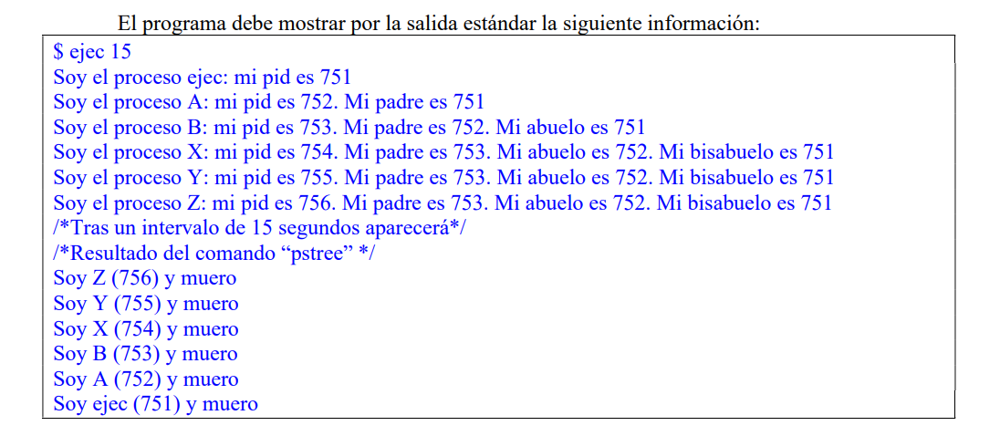 El programa debe mostrar por la salida estándar la siguiente información:
$ ejec 15
Soy el proceso ejec: mi pid es 751
Soy el proceso A: mi pid es 752. Mi padre es 751
Soy el proceso B: mi pid es 753. Mi padre es 752. Mi abuelo es 751
Soy el proceso X: mi pid es 754. Mi padre es 753. Mi abuelo es 752. Mi bisabuelo es 751
Soy el proceso Y: mi pid es 755. Mi padre es 753. Mi abuelo es 752. Mi bisabuelo es 751
Soy el proceso Z: mi pid es 756. Mi padre es 753. Mi abuelo es 752. Mi bisabuelo es 751
/*Tras un intervalo de 15 segundos aparecerá*/
/*Resultado del comando “pstree” */
Soy Z (756) y muero
Soy Y (755) y muero
Soy X (754) y muero
Soy B (753) y muero
Soy A (752) y muero
Soy ejec (751) y muero